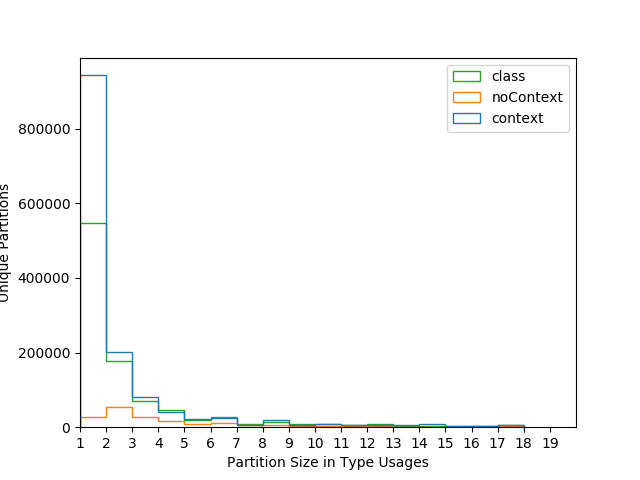 class
noContext
context
800000
600000
400000
200000
0
Unique Partitions
1 2 3 4 5 6 7 8 9 10 11 12 13 14 15 16 17 18 19
Partition Size in Type Usages